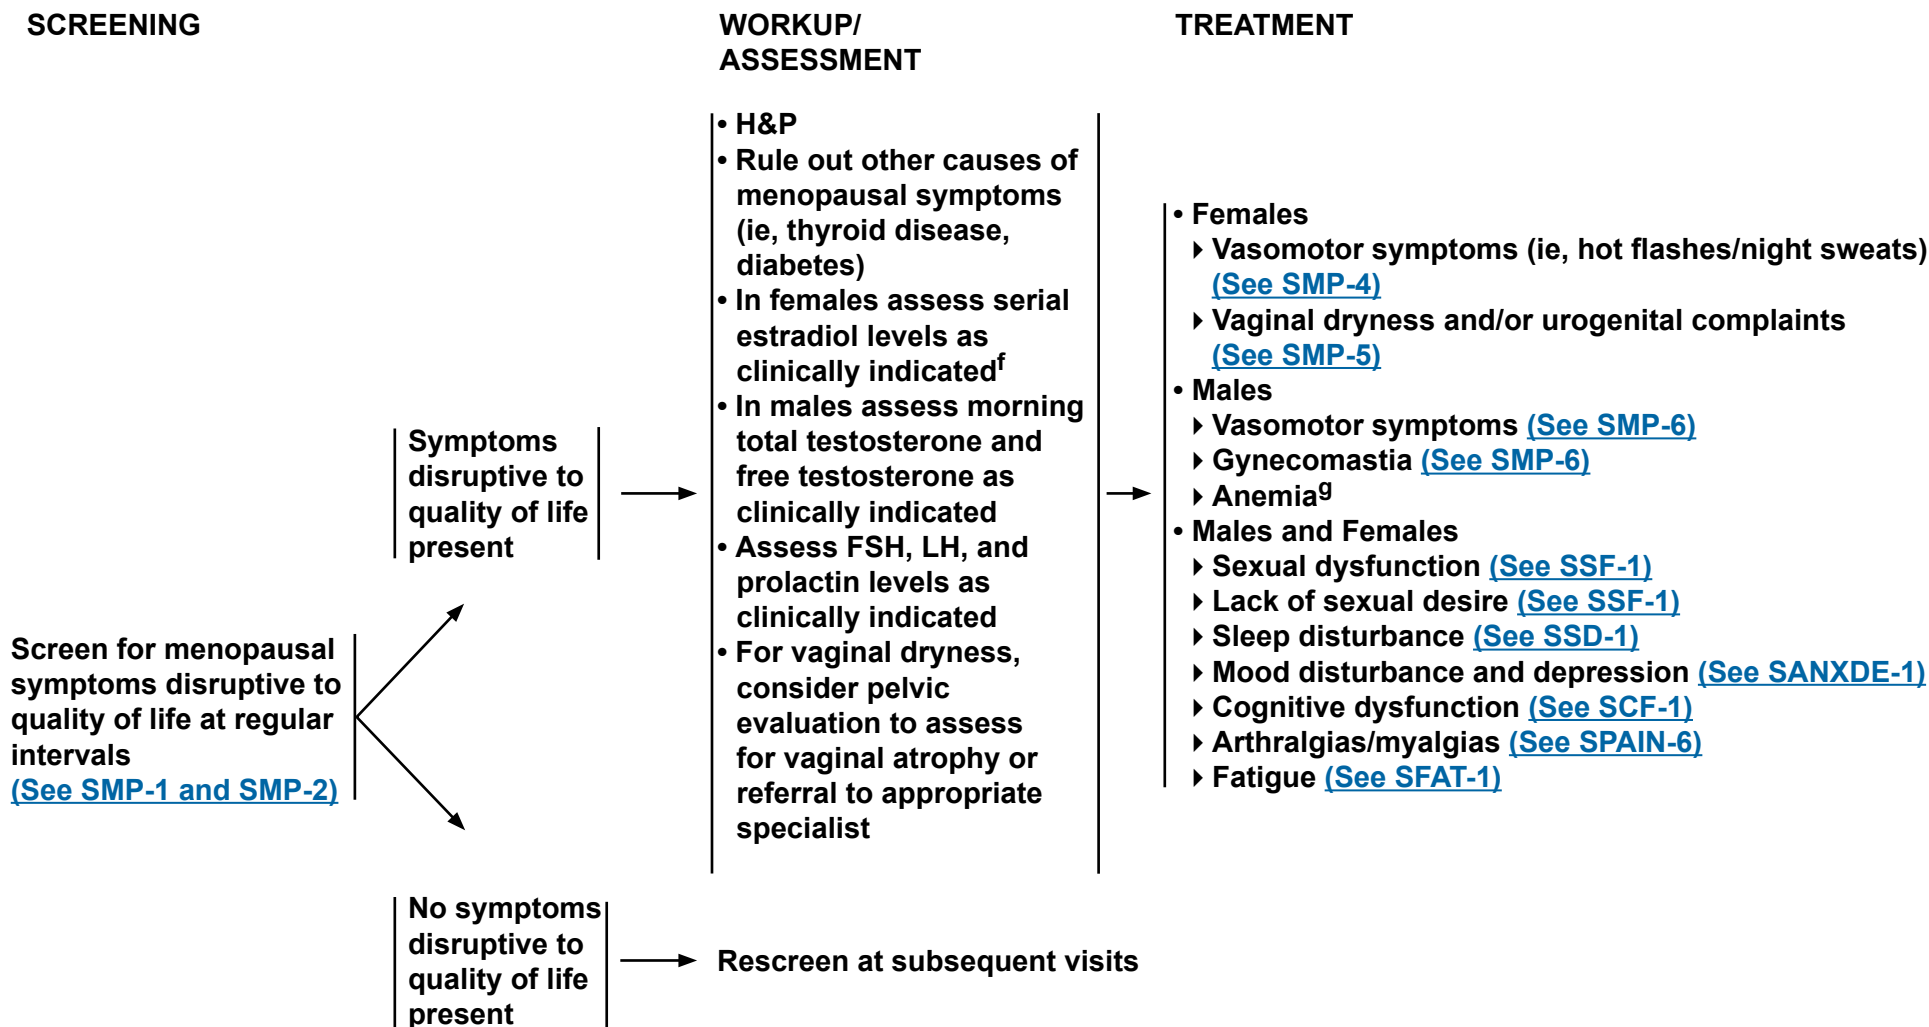 SCREENING
WORKUP/
ASSESSMENT
TREATMENT
Screen for menopausal
symptoms disruptive to
quality of life at regular
intervals
(See SMP-1 and SMP-2)
Symptoms
disruptive to
quality of life
present
• H&P
• Rule out other causes of
menopausal symptoms
(ie, thyroid disease,
diabetes)
• In females assess serial
estradiol levels as
clinically indicatedf
• In males assess morning
total testosterone and
free testosterone as
clinically indicated
• Assess FSH, LH, and
prolactin levels as
clinically indicated
• For vaginal dryness,
consider pelvic
evaluation to assess
for vaginal atrophy or
referral to appropriate
specialist
• Females
Vasomotor symptoms (ie, hot flashes/night sweats)
(See SMP-4)
Vaginal dryness and/or urogenital complaints
(See SMP-5)
• Males
Vasomotor symptoms (See SMP-6)
Gynecomastia (See SMP-6)
Anemiag
• Males and Females
Sexual dysfunction (See SSF-1)
Lack of sexual desire (See SSF-1)
Sleep disturbance (See SSD-1)
Mood disturbance and depression (See SANXDE-1)
Cognitive dysfunction (See SCF-1)
Arthralgias/myalgias (See SPAIN-6)
Fatigue (See SFAT-1)
No symptoms
disruptive to
quality of life
present
Rescreen at subsequent visits